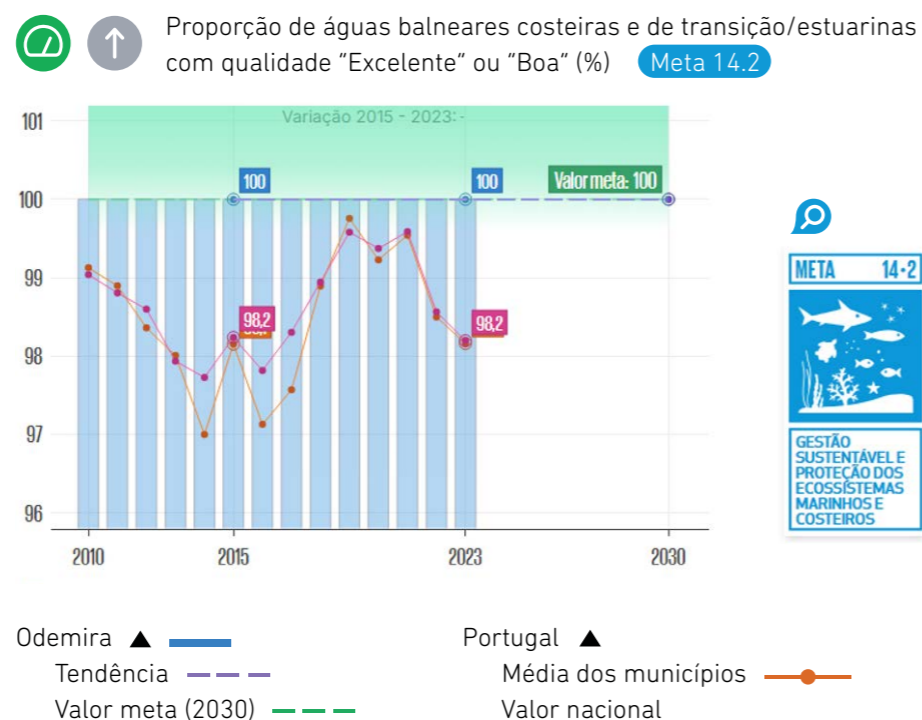 Proporção de águas balneares costeiras e de transição/estuarinas
com qualidade "Excelente" ou "Boa" (%) Meta 14.2
Variação 2015 - 2023: -
101
100
99
98
97
96
100
100
Valor meta: 100
98,2
98,2
2010 2015 2023 2030
META 14·2
GESTÃO
SUSTENTÁVEL E
PROTEÇÃO DOS
ECOSSISTEMAS
MARINHOS E
COSTEIROS
Odemira
Tendência
Valor meta (2030)
Portugal
Média dos municípios
Valor nacional